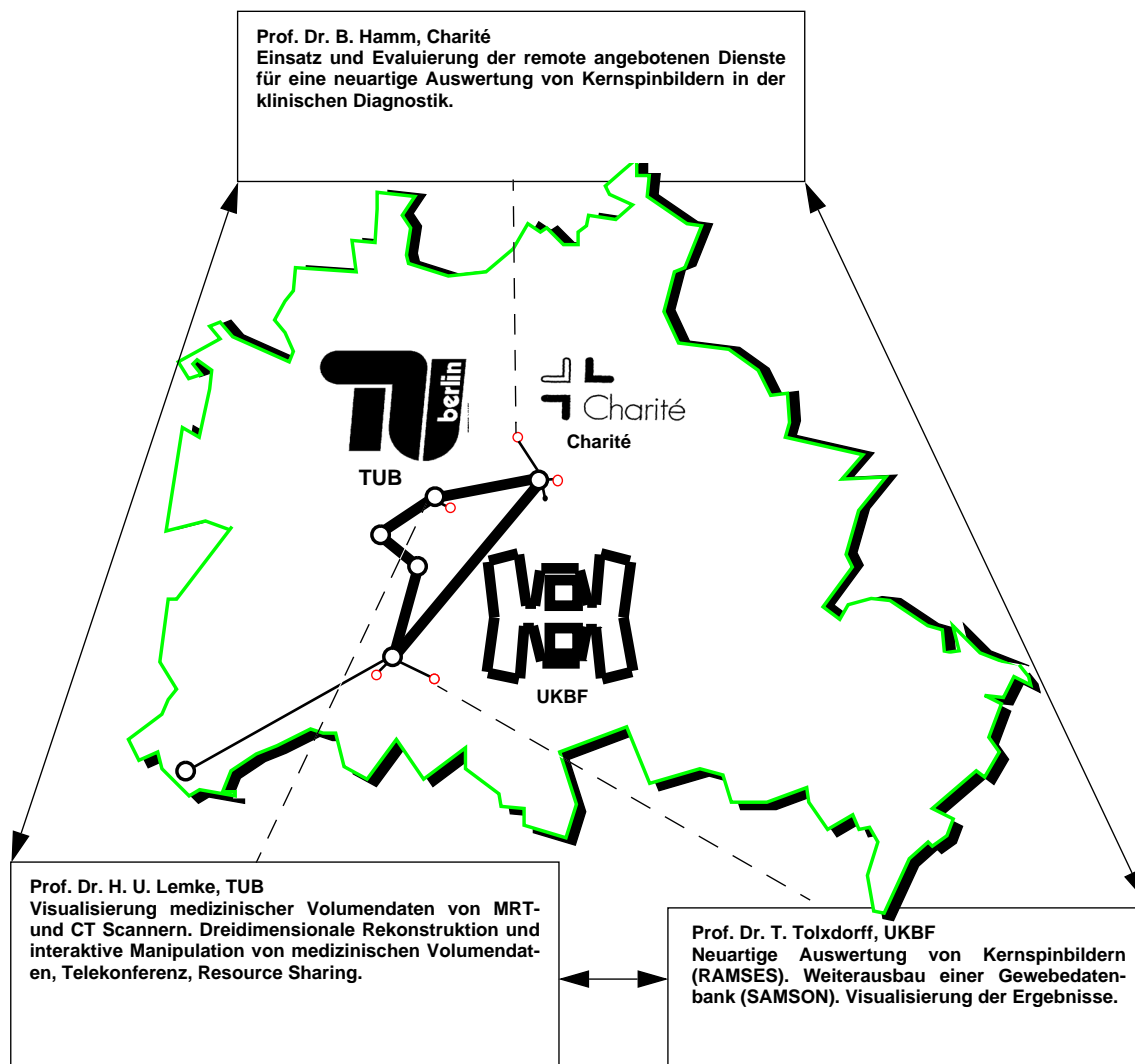 Prof. Dr. B. Hamm, Charité
Einsatz und Evaluierung der remote angebotenen Dienste
für eine neuartige Auswertung von Kernspinbildern in der
klinischen Diagnostik.
berlin
Charité
Charité
TUB
UKBF
Prof. Dr. H. U. Lemke, TUB
Visualisierung medizinischer Volumendaten von MRT-
und CT Scannern. Dreidimensionale Rekonstruktion und
interaktive Manipulation von medizinischen Volumendat-
en, Telekonferenz, Resource Sharing.
Prof. Dr. T. Tolxdorff, UKBF
Neuartige Auswertung von Kernspinbildern
(RAMSES). Weiterausbau einer Gewebedaten-
bank (SAMSON). Visualisierung der Ergebnisse.